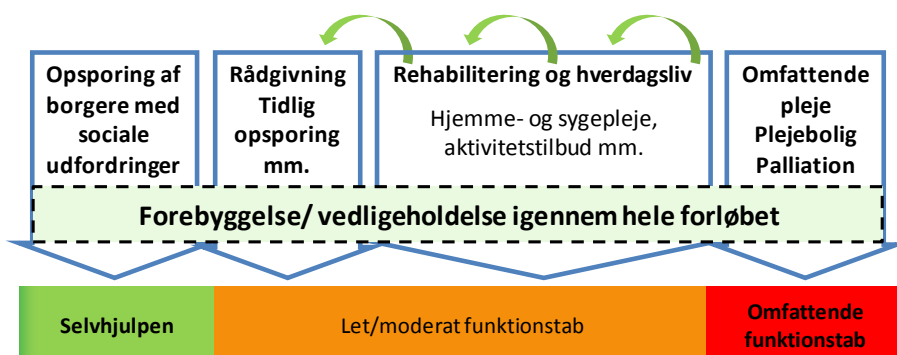 Opsporing af
borgere med
sociale
udfordringer
Rådgivning
Tidlig
opsporing
mm.
Rehabilitering og hverdagsliv
Hjemme- og sygepleje,
aktivitetstilbud mm.
Omfattende
pleje
Plejebolig
Palliation
Forebyggelse/ vedligeholdelse igennem hele forløbet
Selvhjulpen
Let/moderat funktionstab
Omfattende
funktionstab